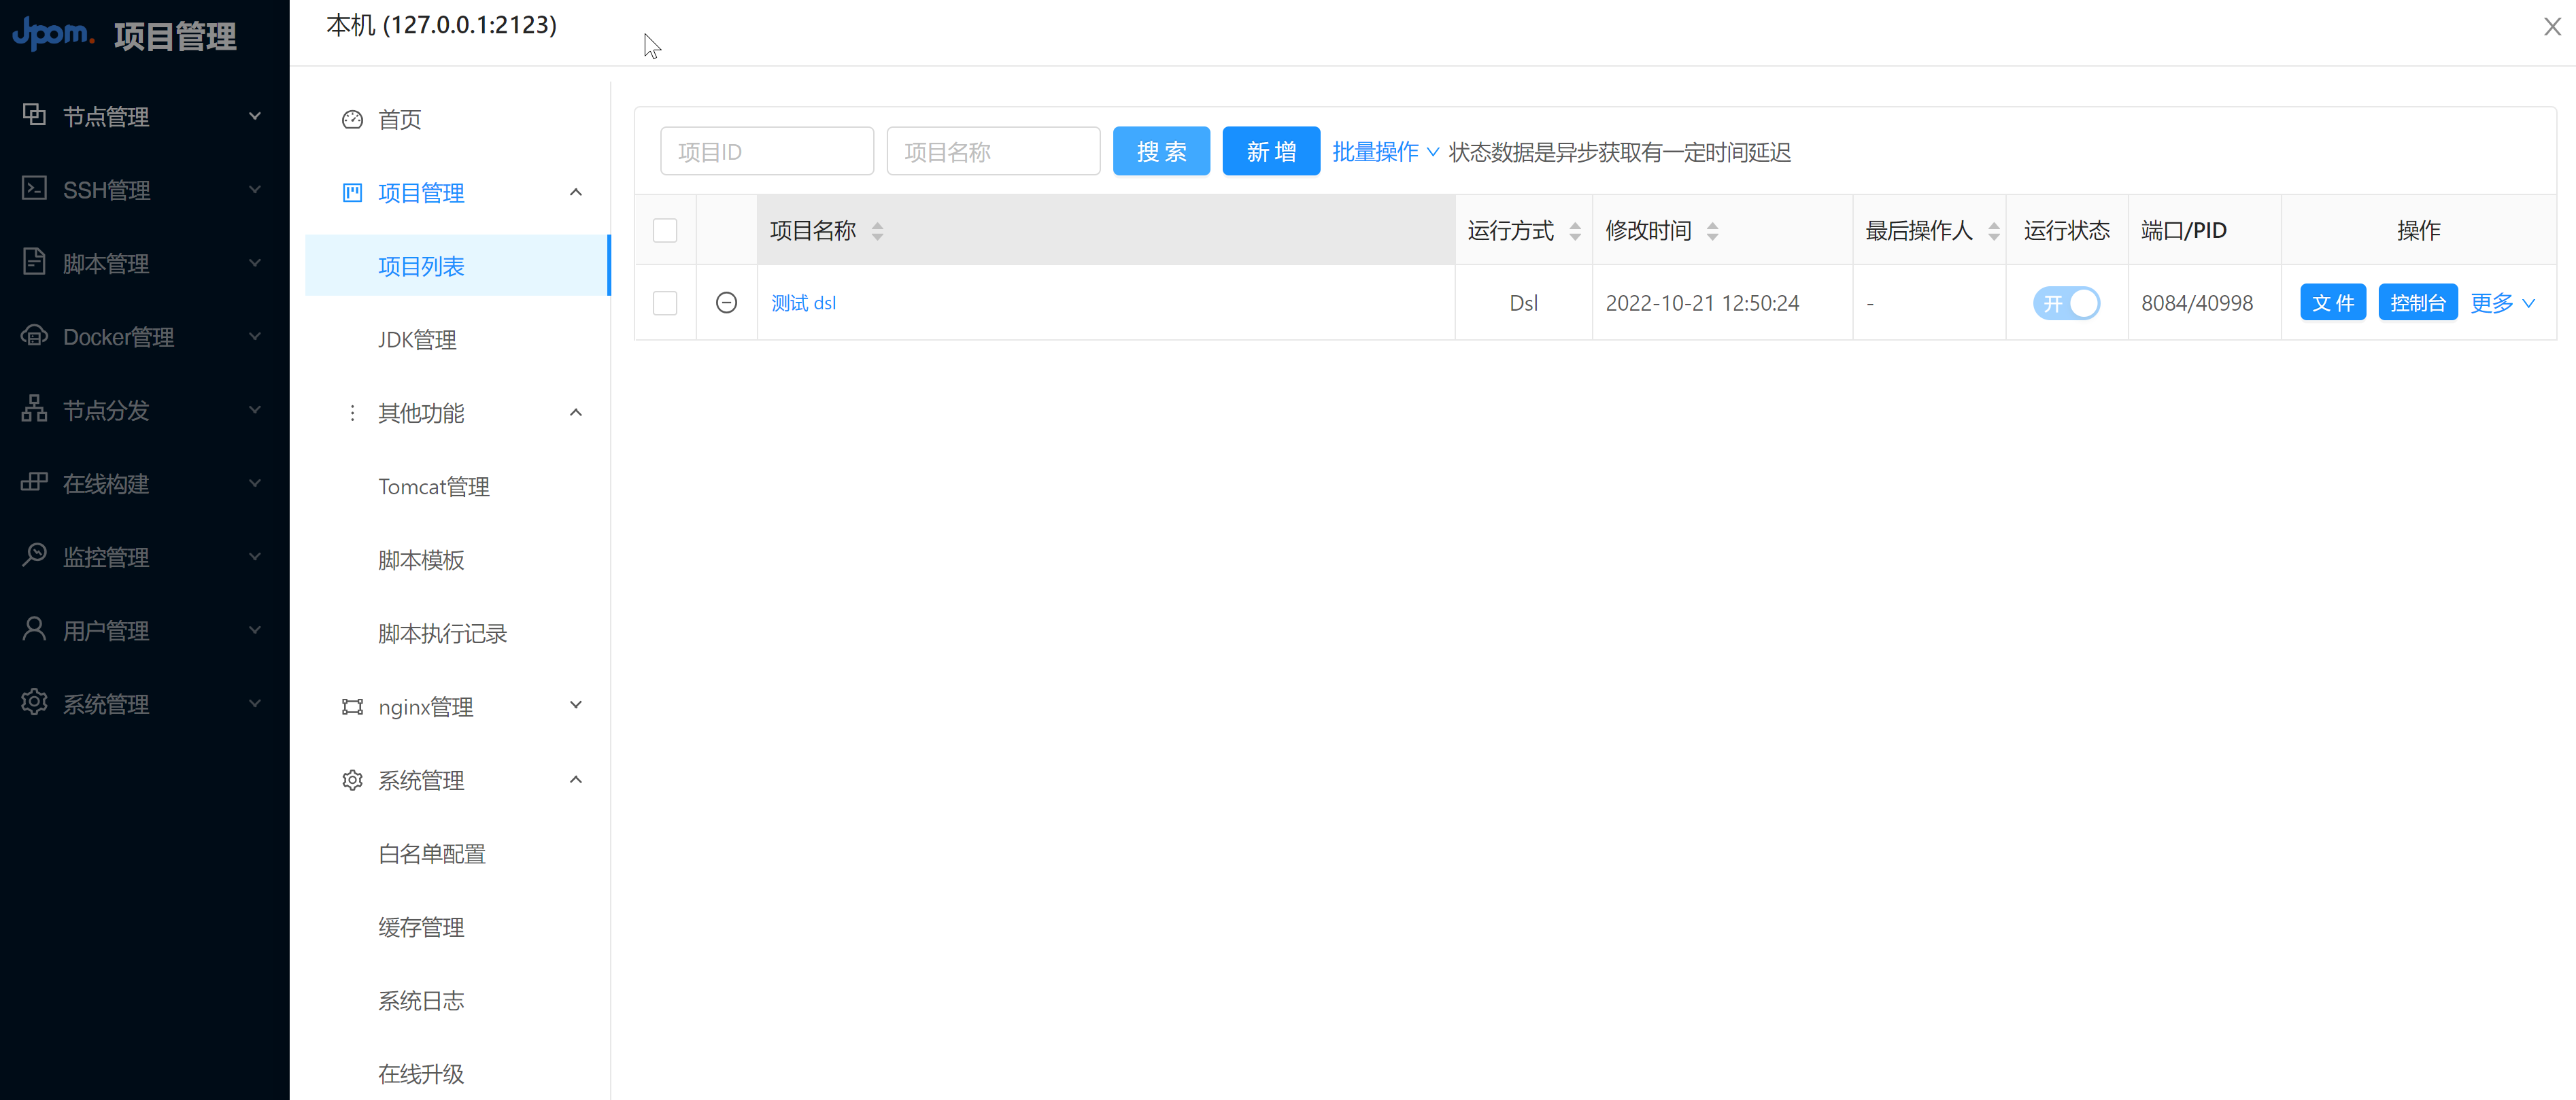 Jpom. 项目管理
节点管理
SSH管理
脚本管理
Docker管理
节点分发
在线构建
监控管理
用户管理
系统管理
本机 (127.0.0.1:2123)
首页
项目管理
项目列表
JDK管理
其他功能
Tomcat管理
脚本模板
脚本执行记录
nginx管理
系统管理
白名单配置
缓存管理
系统日志
在线升级
项目ID 项目名称 搜 索 新 增 批量操作 状态数据是异步获取有一定时间延迟
项目名称 运行方式 修改时间 最后操作人 运行状态 端口/PID 操作
测试 dsl Dsl 2022-10-21 12:50:24 - 开 8084/40998 文 件 控制台 更多